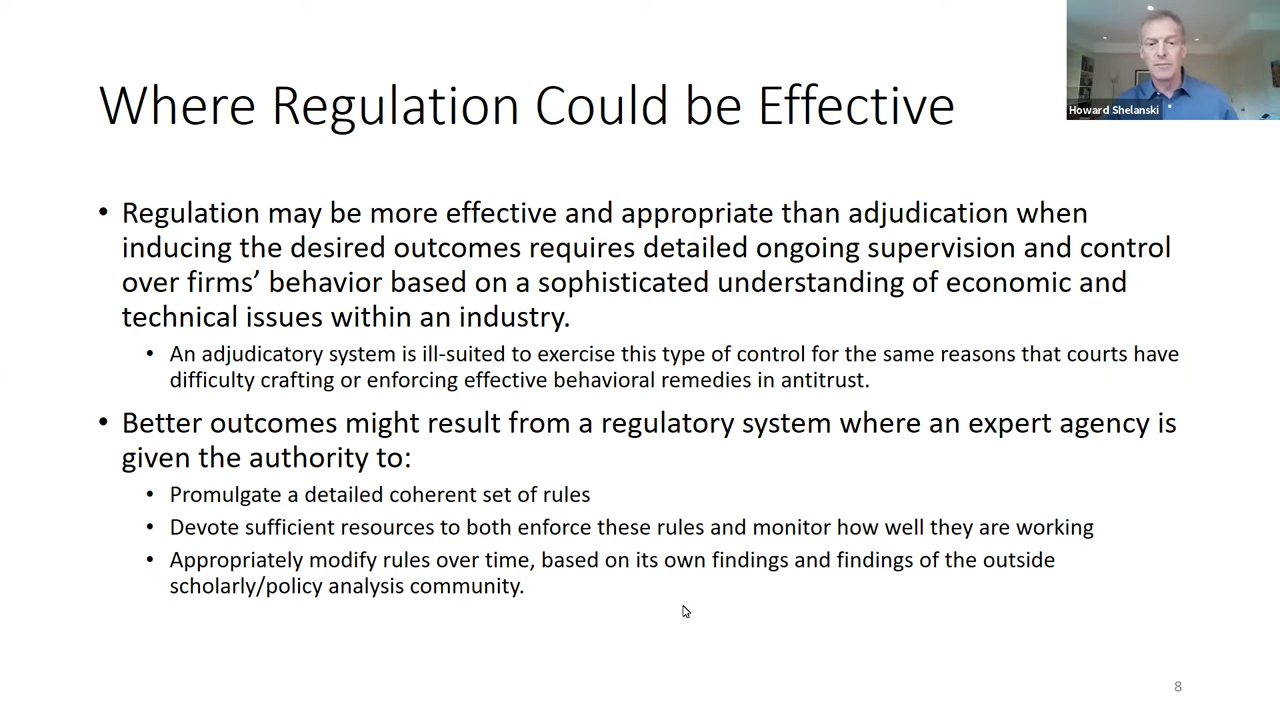 Howard Shelanski
Where Regulation Could be Effective
• Regulation may be more effective and appropriate than adjudication when
inducing the desired outcomes requires detailed ongoing supervision and control
over firms’ behavior based on a sophisticated understanding of economic and
technical issues within an industry.
• An adjudicatory system is ill-suited to exercise this type of control for the same reasons that courts have
difficulty crafting or enforcing effective behavioral remedies in antitrust.
• Better outcomes might result from a regulatory system where an expert agency is
given the authority to:
• Promulgate a detailed coherent set of rules
• Devote sufficient resources to both enforce these rules and monitor how well they are working
• Appropriately modify rules over time, based on its own findings and findings of the outside
scholarly/policy analysis community.
8